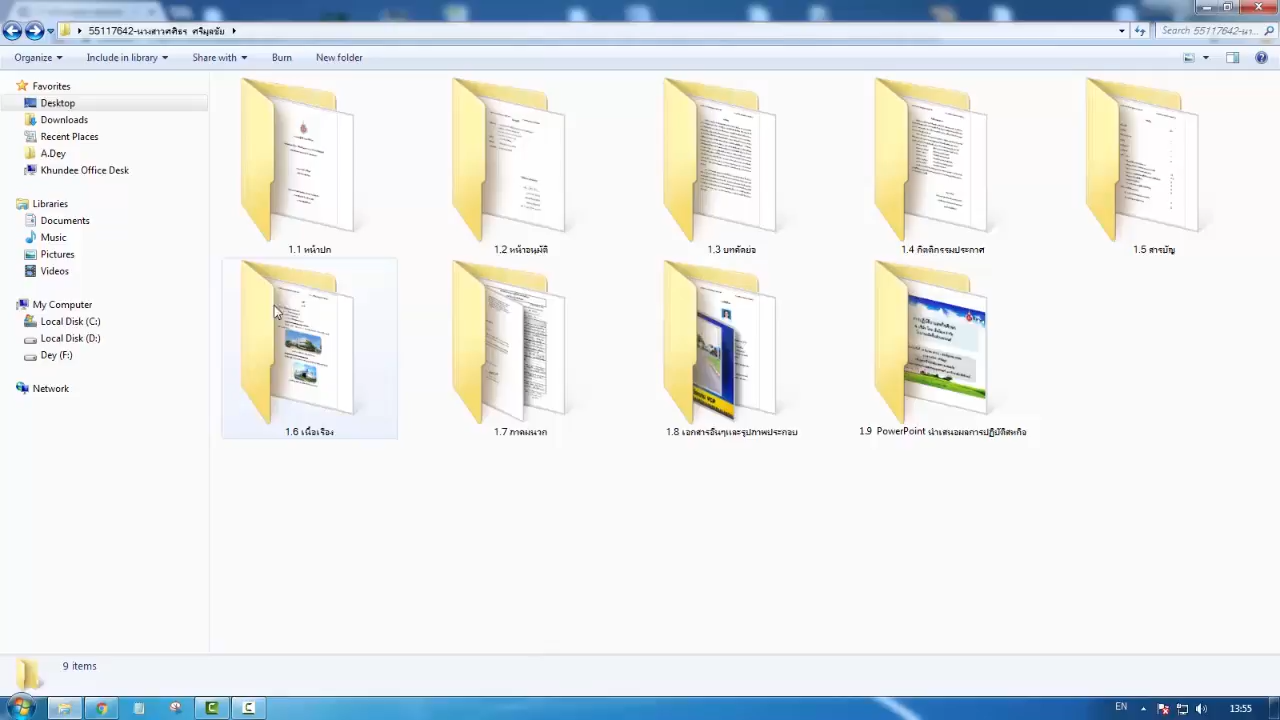 55117642-นางสาวศศิธร ศรีมูลชัย
Search 55117642-นา...
Organize
Include in library
Share with
Burn
New folder
Favorites
Desktop
Downloads
Recent Places
A.Dey
Khundee Office Desk
Libraries
Documents
Music
Pictures
Videos
My Computer
Local Disk (C:)
Local Disk (D:)
Dey (F:)
Network
1.1 หน้าปก
1.2 หน้าอนุมัติ
1.3 บทคัดย่อ
1.4 กิตติกรรมประกาศ
1.5 สารบัญ
1.6 เนื้อเรื่อง
1.7 ภาคผนวก
1.8 เอกสารอื่นๆและรูปภาพประกอบ
1.9 PowerPoint นำเสนอผลการปฏิบัติสหกิจ
9 items
EN
13:55